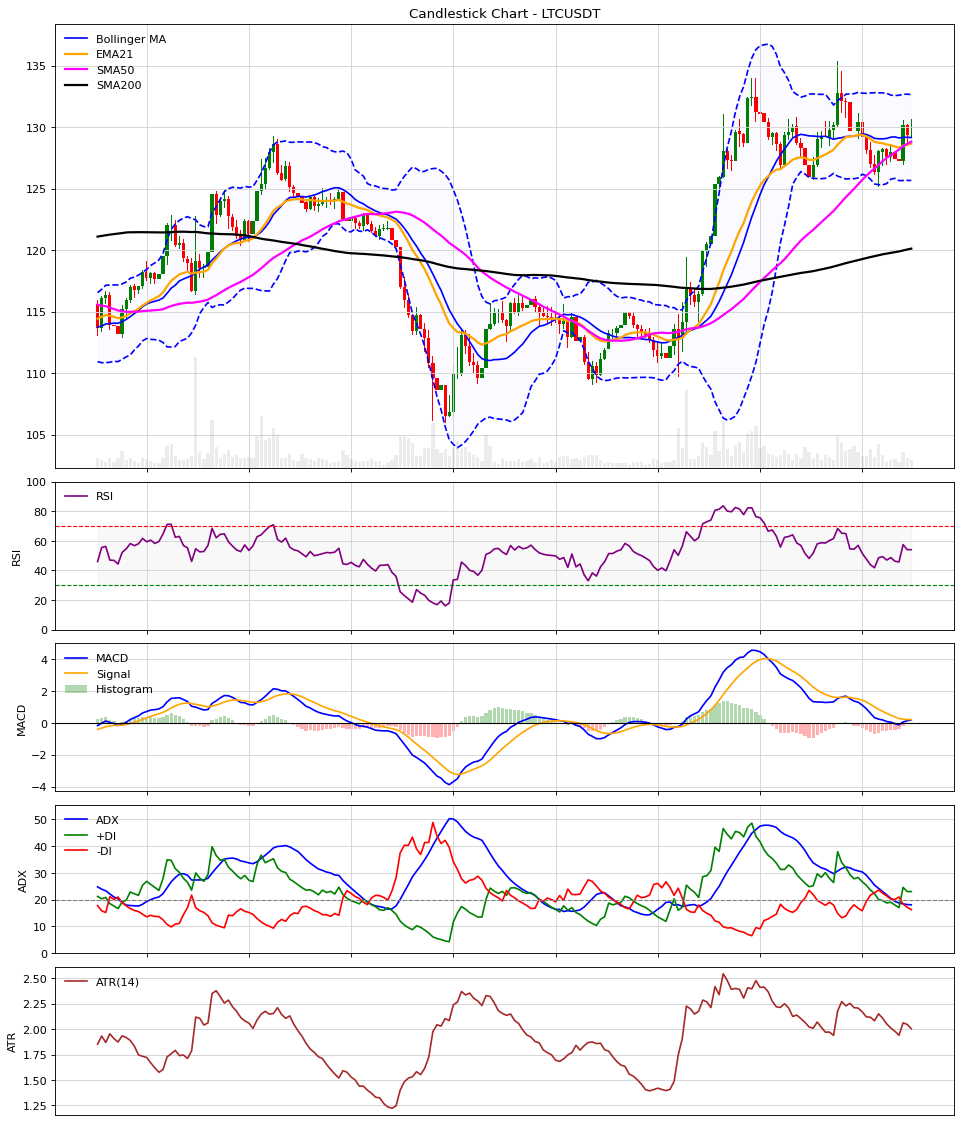 Candlestick Chart - LTCUSDT
Bollinger MA
EMA21
SMA50
SMA200
135
130
125
120
115
110
105
RSI
100
80
60
40
20
0
RSI
MACD
Signal
Histogram
4
2
0
−2
−4
MACD
ADX
+DI
-DI
50
40
30
20
10
0
ADX
ATR(14)
2.50
2.25
2.00
1.75
1.50
1.25
ATR